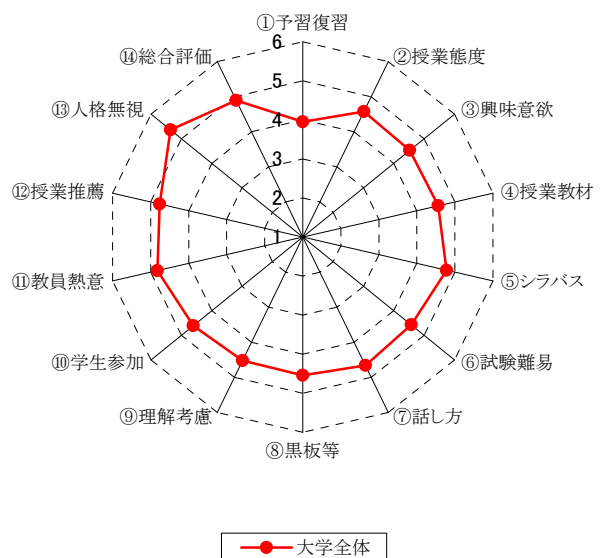 ①予習復習
②授業態度
③興味意欲
④授業教材
⑤シラバス
⑥試験難易
⑦話し方
⑧黒板等
⑨理解考慮
⑩学生参加
⑪教員熱意
⑫授業推薦
⑬人格無視
⑭総合評価
6
5
4
3
2
1
大学全体